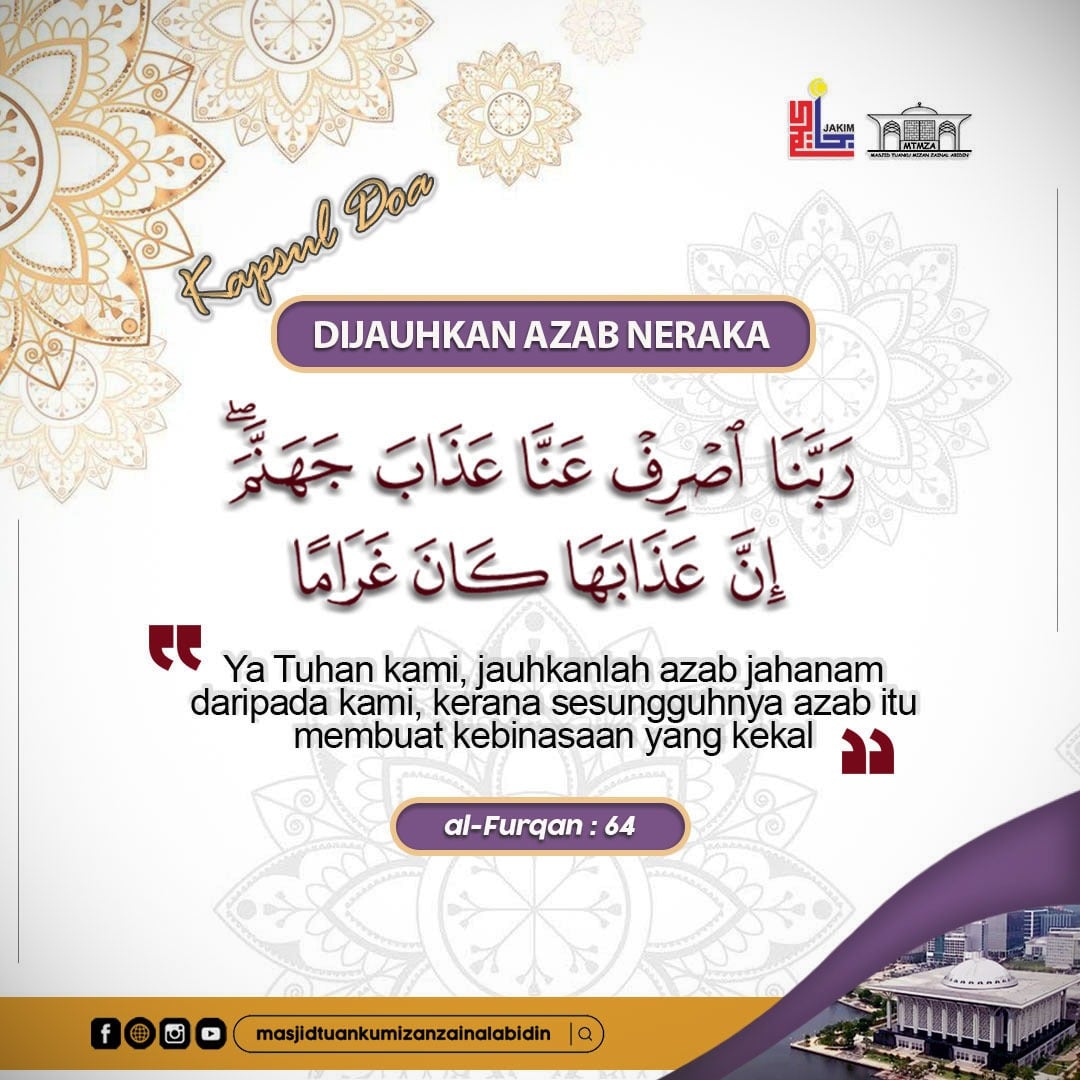 JAKIM
MTMZA
MASJID TUANKU MIZAN ZAINAL ABIDIN
Kapsul Doa
DIJAUHKAN AZAB NERAKA
رَبَّنَا ٱصْرِفْ عَنَّا عَذَابَ جَهَنَّمَ ۖ
إِنَّ عَذَابَهَا كَانَ غَرَامًا
Ya Tuhan kami, jauhkanlah azab jahanam
daripada kami, kerana sesungguhnya azab itu
membuat kebinasaan yang kekal
al-Furqan : 64
masjidtuankumizanzainalabidin